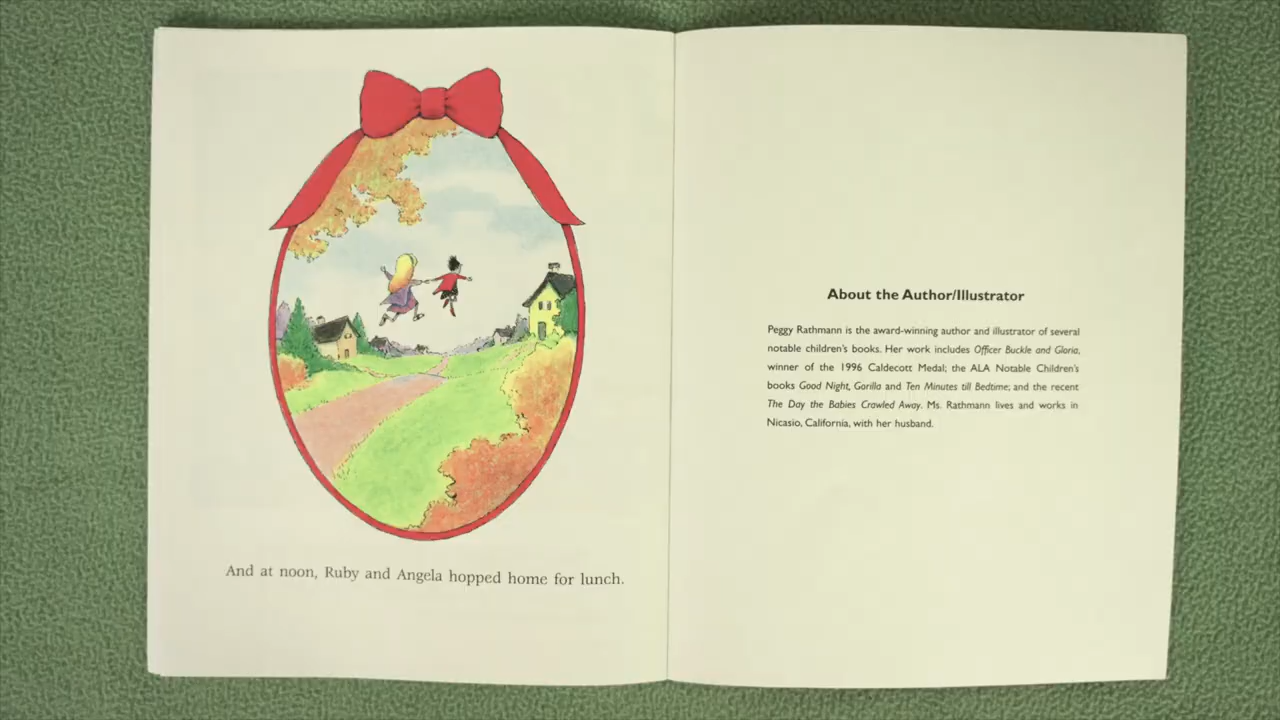 And at noon, Ruby and Angela hopped home for lunch.
About the Author/Illustrator
Peggy Rathmann is the award-winning author and illustrator of several
notable children's books. Her work includes Officer Buckle and Gloria,
winner of the 1996 Caldecott Medal; the ALA Notable Children's
books Good Night, Gorilla and Ten Minutes till Bedtime; and the recent
The Day the Babies Crawled Away. Ms. Rathmann lives and works in
Nicasio, California, with her husband.